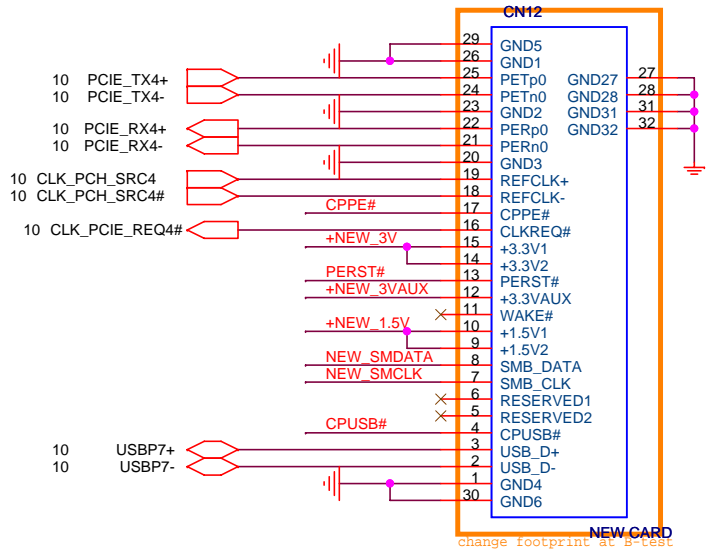 CN12
29 GND5
26 GND1
10 PCIE_TX4+ 25 PETp0 GND27 27
10 PCIE_TX4- 24 PETn0 GND28 28
23 GND2 GND31 31
10 PCIE_RX4+ 22 PERp0 GND32 32
10 PCIE_RX4- 21 PERn0
20 GND3
10 CLK_PCH_SRC4 19 REFCLK+
10 CLK_PCH_SRC4# 18 REFCLK-
CPPE# 17 CPPE#
10 CLK_PCIE_REQ4# 16 CLKREQ#
+NEW_3V 15 +3.3V1
14 +3.3V2
PERST# 13 PERST#
+NEW_3VAUX 12 +3.3VAUX
11 WAKE#
+NEW_1.5V 10 +1.5V1
9 +1.5V2
NEW_SMDATA 8 SMB_DATA
NEW_SMCLK 7 SMB_CLK
6 RESERVED1
5 RESERVED2
CPUSB# 4 CPUSB#
10 USBP7+ 3 USB_D+
10 USBP7- 2 USB_D-
1 GND4
30 GND6
NEW CARD
change footprint at B-test